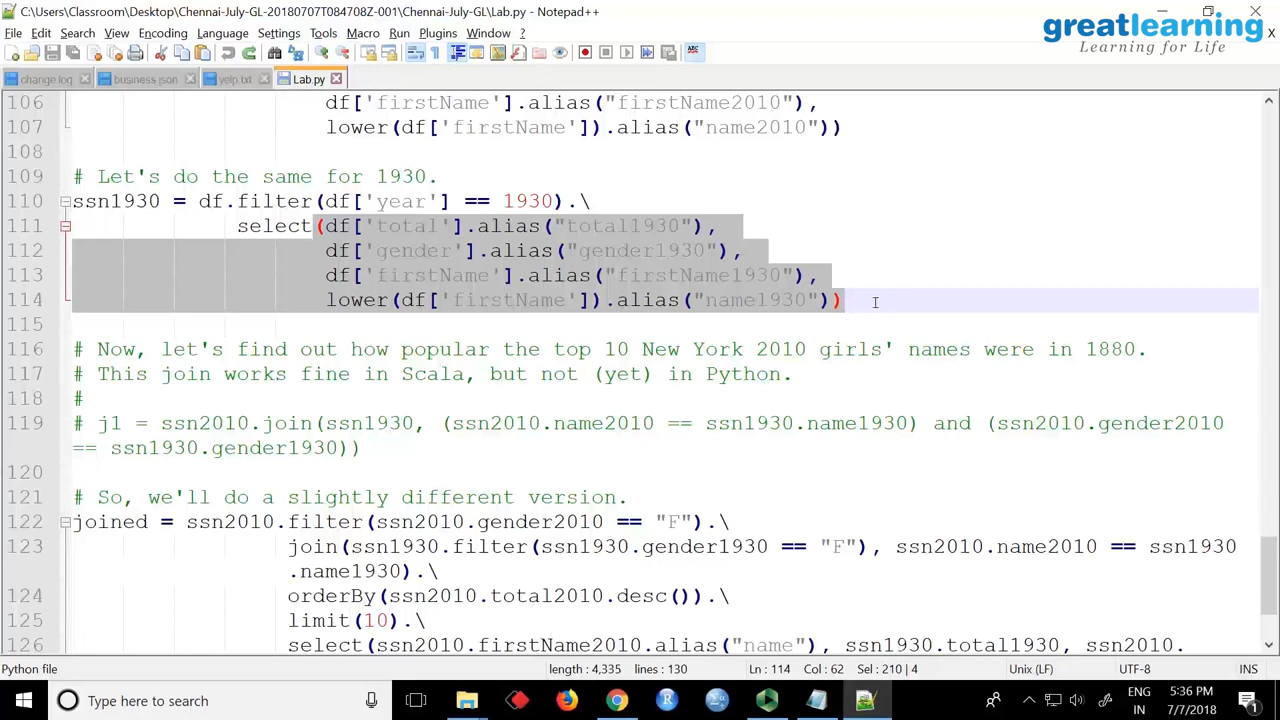 C:\Users\Classroom\Desktop\Chennai-July-GL-20180707T084708Z-001\Chennai-July-GL\Lab.py - Notepad++
greatlearning
Learning for Life
File Edit Search View Encoding Language Settings Tools Macro Run Plugins Window ?
X
ABC
change.log business.json yelp.txt Lab.py
106 df['firstName'].alias("firstName2010"),
107 lower(df['firstName']).alias("name2010"))
108
109 # Let's do the same for 1930.
110 ssn1930 = df.filter(df['year'] == 1930).\
111 select(df['total'].alias("total1930"),
112 df['gender'].alias("gender1930"),
113 df['firstName'].alias("firstName1930"),
114 lower(df['firstName']).alias("name1930"))
115
116 # Now, let's find out how popular the top 10 New York 2010 girls' names were in 1880.
117 # This join works fine in Scala, but not (yet) in Python.
118 #
119 # j1 = ssn2010.join(ssn1930, (ssn2010.name2010 == ssn1930.name1930) and (ssn2010.gender2010
== ssn1930.gender1930))
120
121 # So, we'll do a slightly different version.
122 joined = ssn2010.filter(ssn2010.gender2010 == "F").\
123 join(ssn1930.filter(ssn1930.gender1930 == "F"), ssn2010.name2010 == ssn1930
.name1930).\
124 orderBy(ssn2010.total2010.desc()).\
125 limit(10).\
126 select(ssn2010.firstName2010.alias("name"), ssn1930.total1930, ssn2010.
Python file length : 4,335 lines : 130 Ln : 114 Col : 62 Sel : 210 | 4 Unix (LF) UTF-8 INS
Type here to search
ENG
IN
5:36 PM
7/7/2018
1